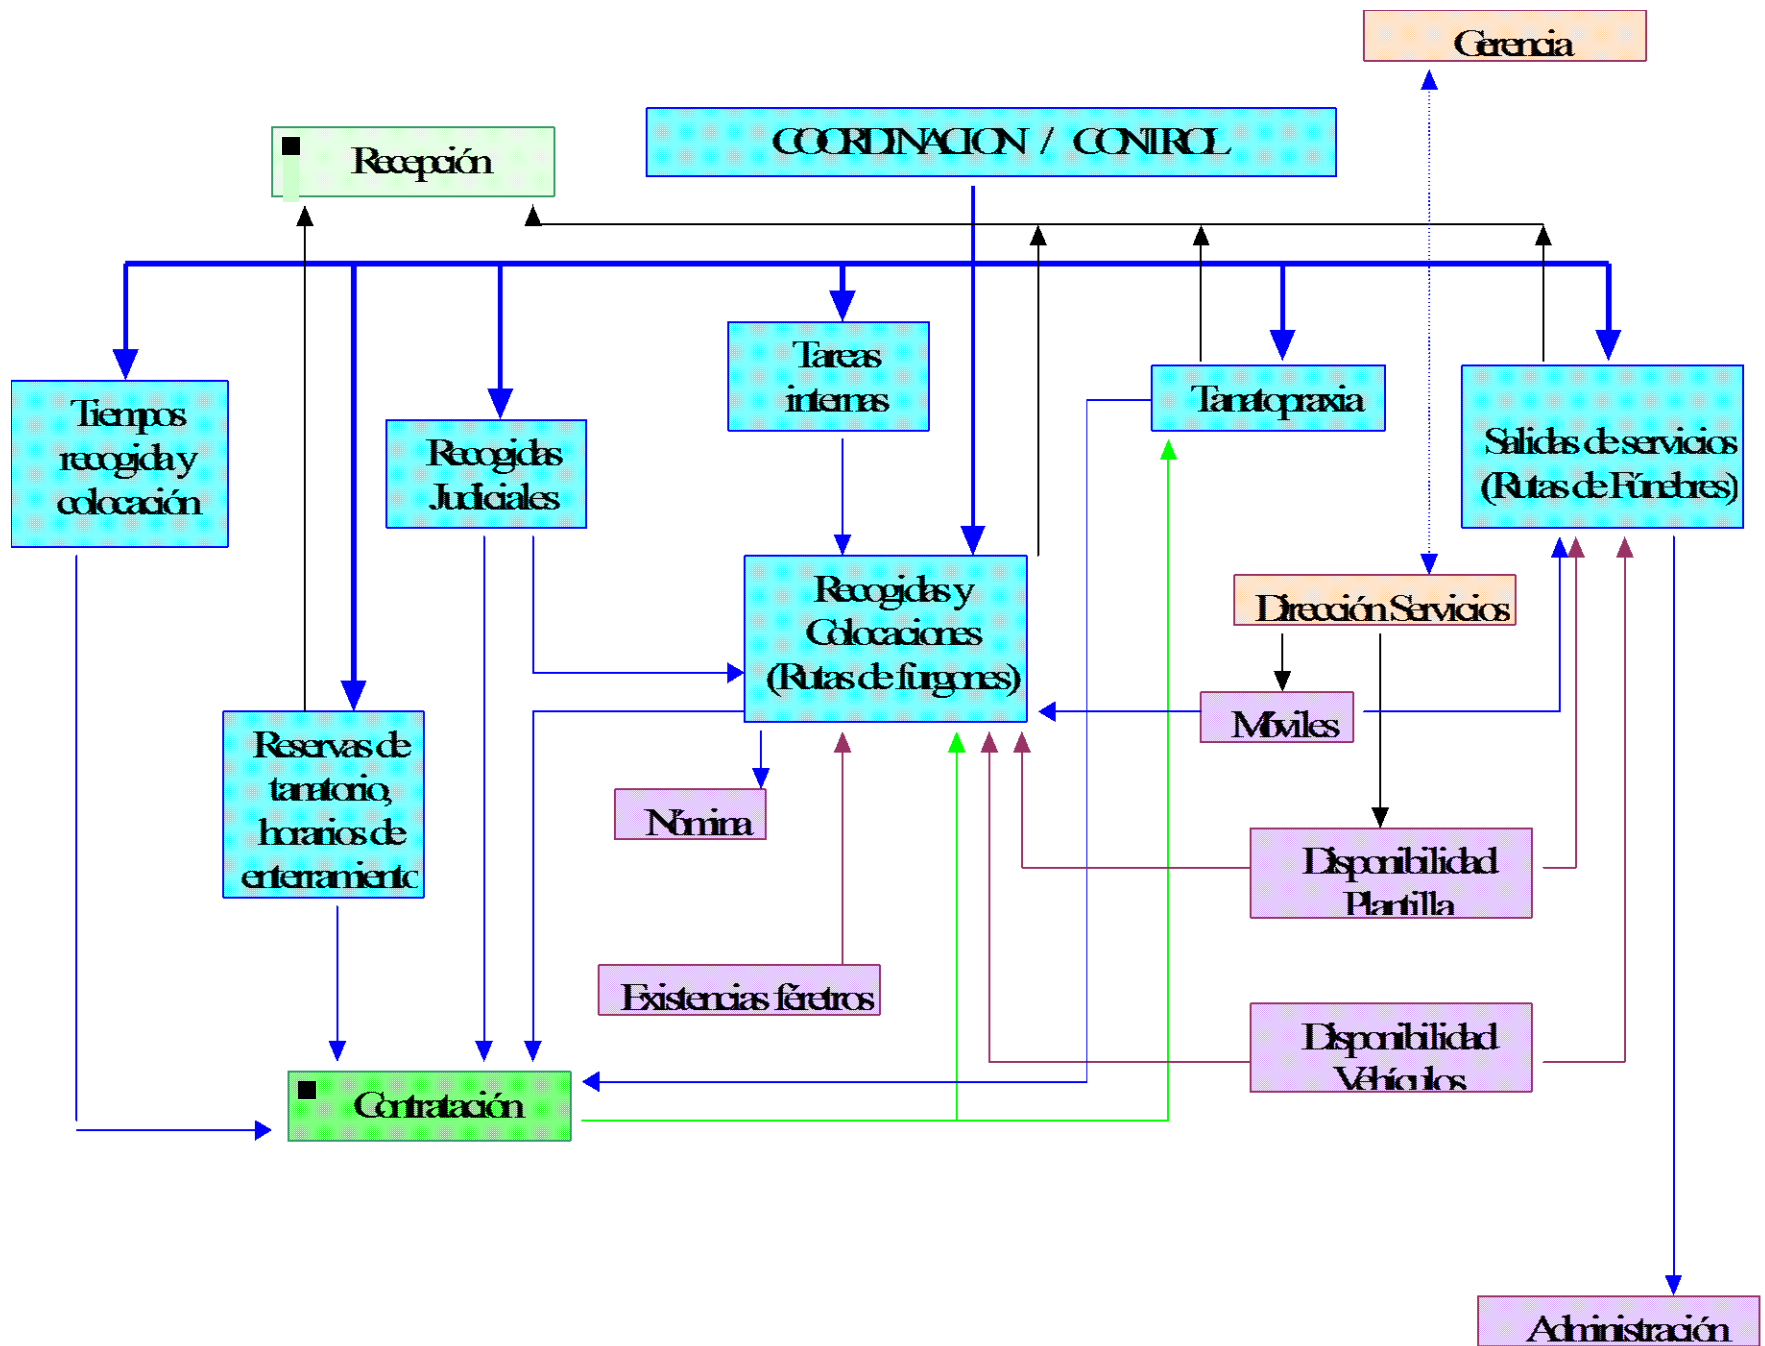 Gerencia
COORDINACION / CONTROL
Recepción
Tareas
internas
Tiempos
recogida y
colocación
Recogidas
Judiciales
Tanatopraxia
Salidas de servicios
(Rutas de Fúnebres)
Recogidas y
Colocaciones
(Rutas de furgones)
Dirección Servicios
Móviles
Reservas de
tanatorio,
horarios de
enterramiento
Nómina
Disponibilidad
Plantilla
Existencias féretros
Disponibilidad
Vehículos
Contratación
Administración